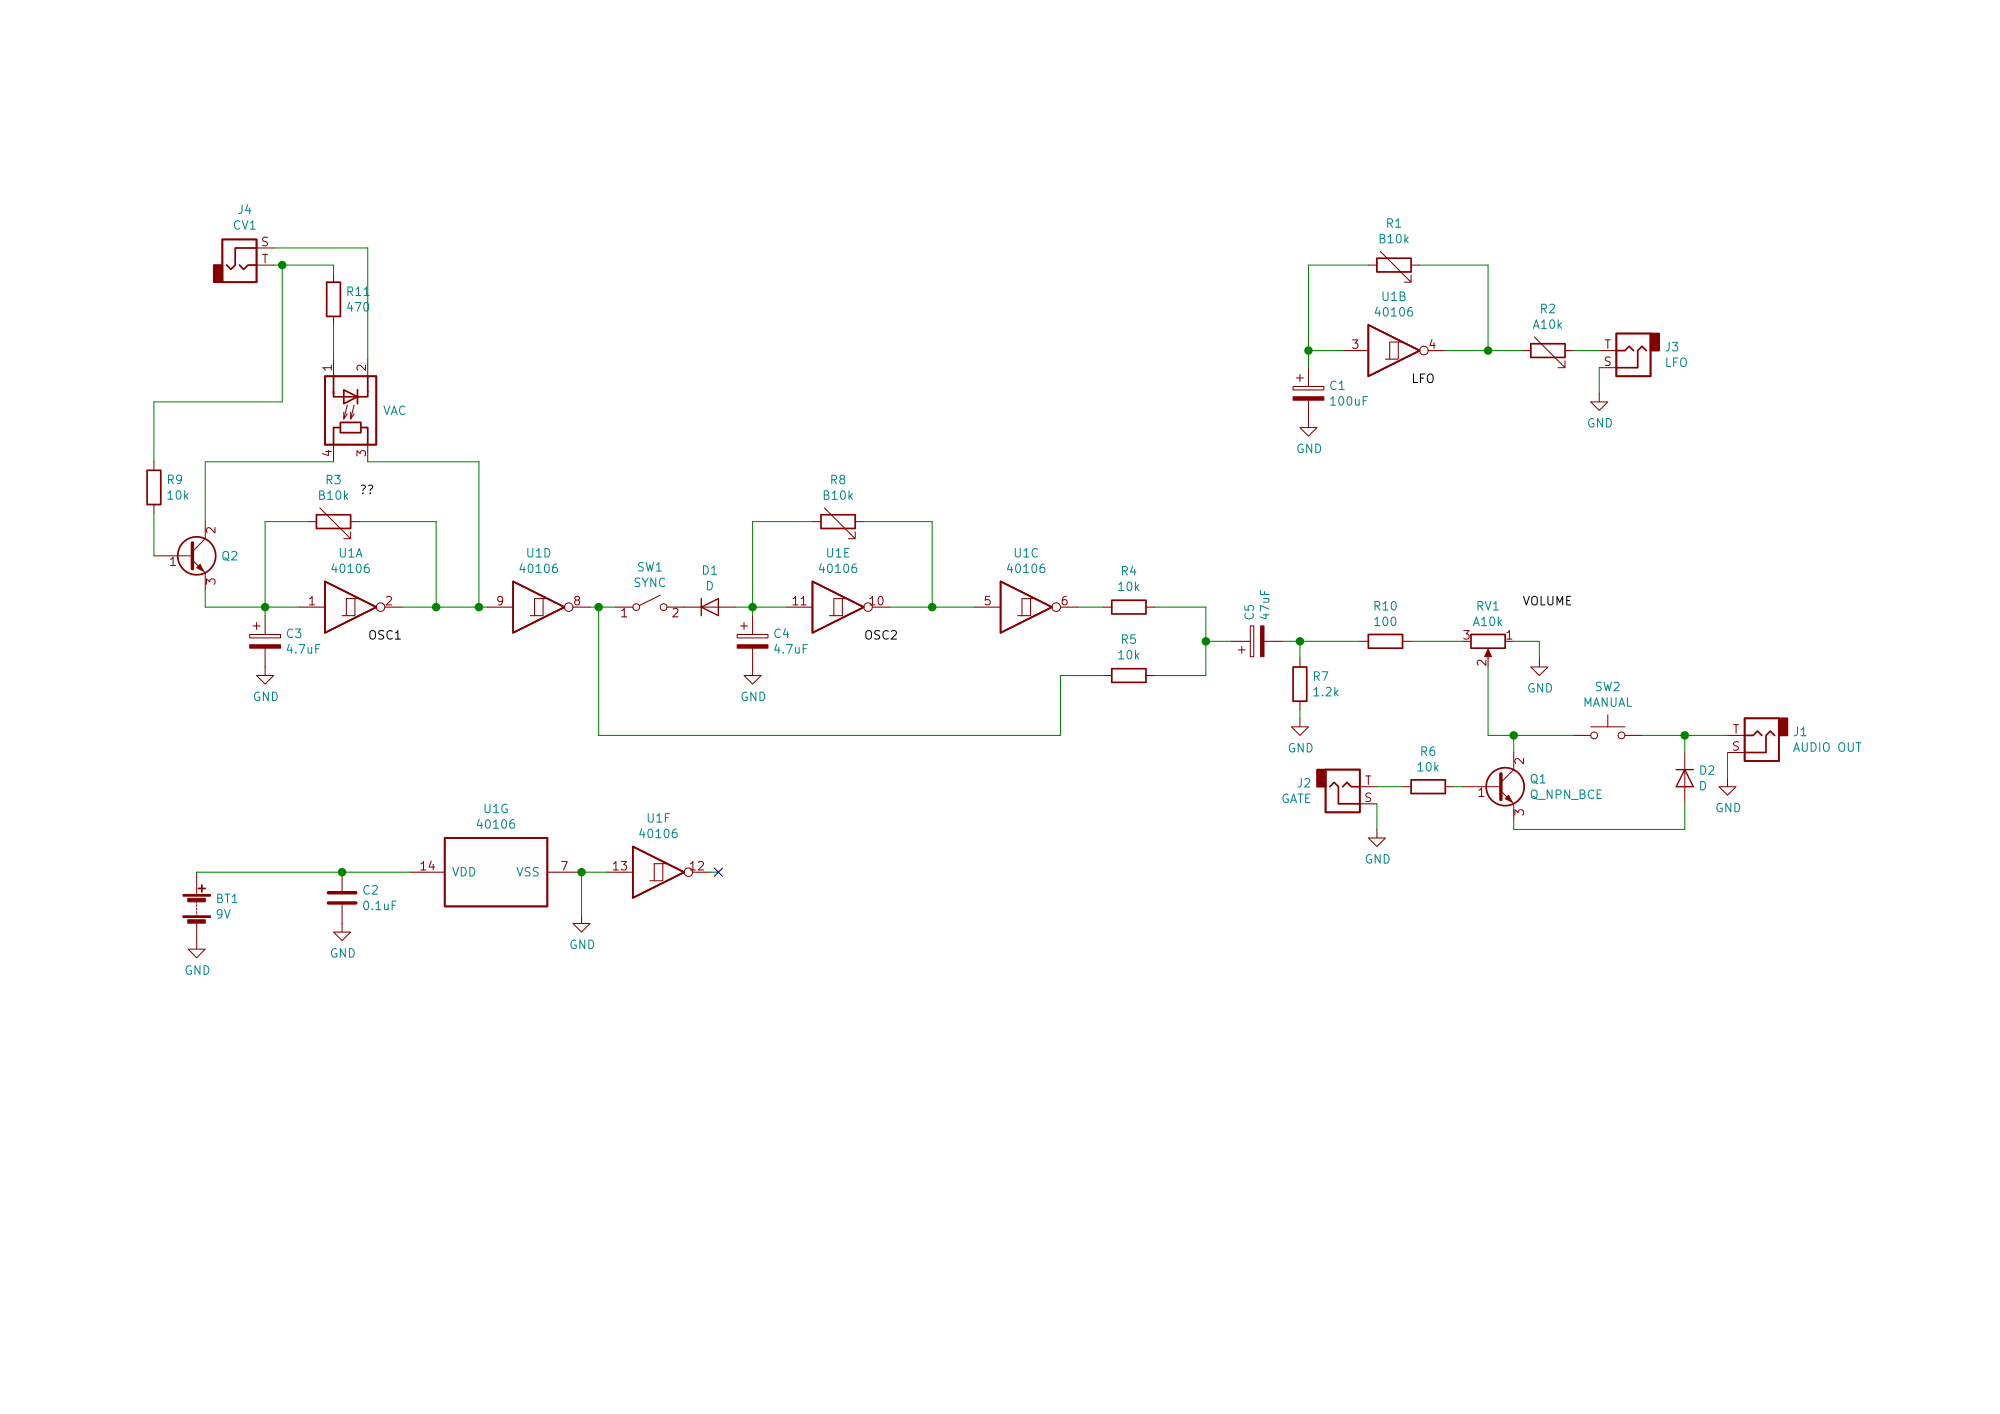 J4
CV1
S
T
R11
470
1
2
VAC
4
3
R9
10k
R3
B10k
??
2
Q2
1
3
U1A
40106
1
2
OSC1
C3
4.7uF
+
GND
U1D
40106
9
8
SW1
SYNC
1
2
D1
D
R8
B10k
U1E
40106
11
10
OSC2
C4
4.7uF
+
GND
U1C
40106
5
6
R4
10k
R5
10k
C5
47uF
+
R7
1.2k
GND
R10
100
RV1
A10k
VOLUME
3
1
2
GND
SW2
MANUAL
J1
AUDIO OUT
T
S
GND
D2
D
R6
10k
J2
GATE
T
S
GND
Q1
Q_NPN_BCE
1
2
3
R1
B10k
U1B
40106
3
4
LFO
C1
100uF
+
GND
R2
A10k
T
S
J3
LFO
GND
U1G
40106
14
VDD
VSS
7
U1F
40106
13
12
BT1
9V
+
GND
C2
0.1uF
GND
GND